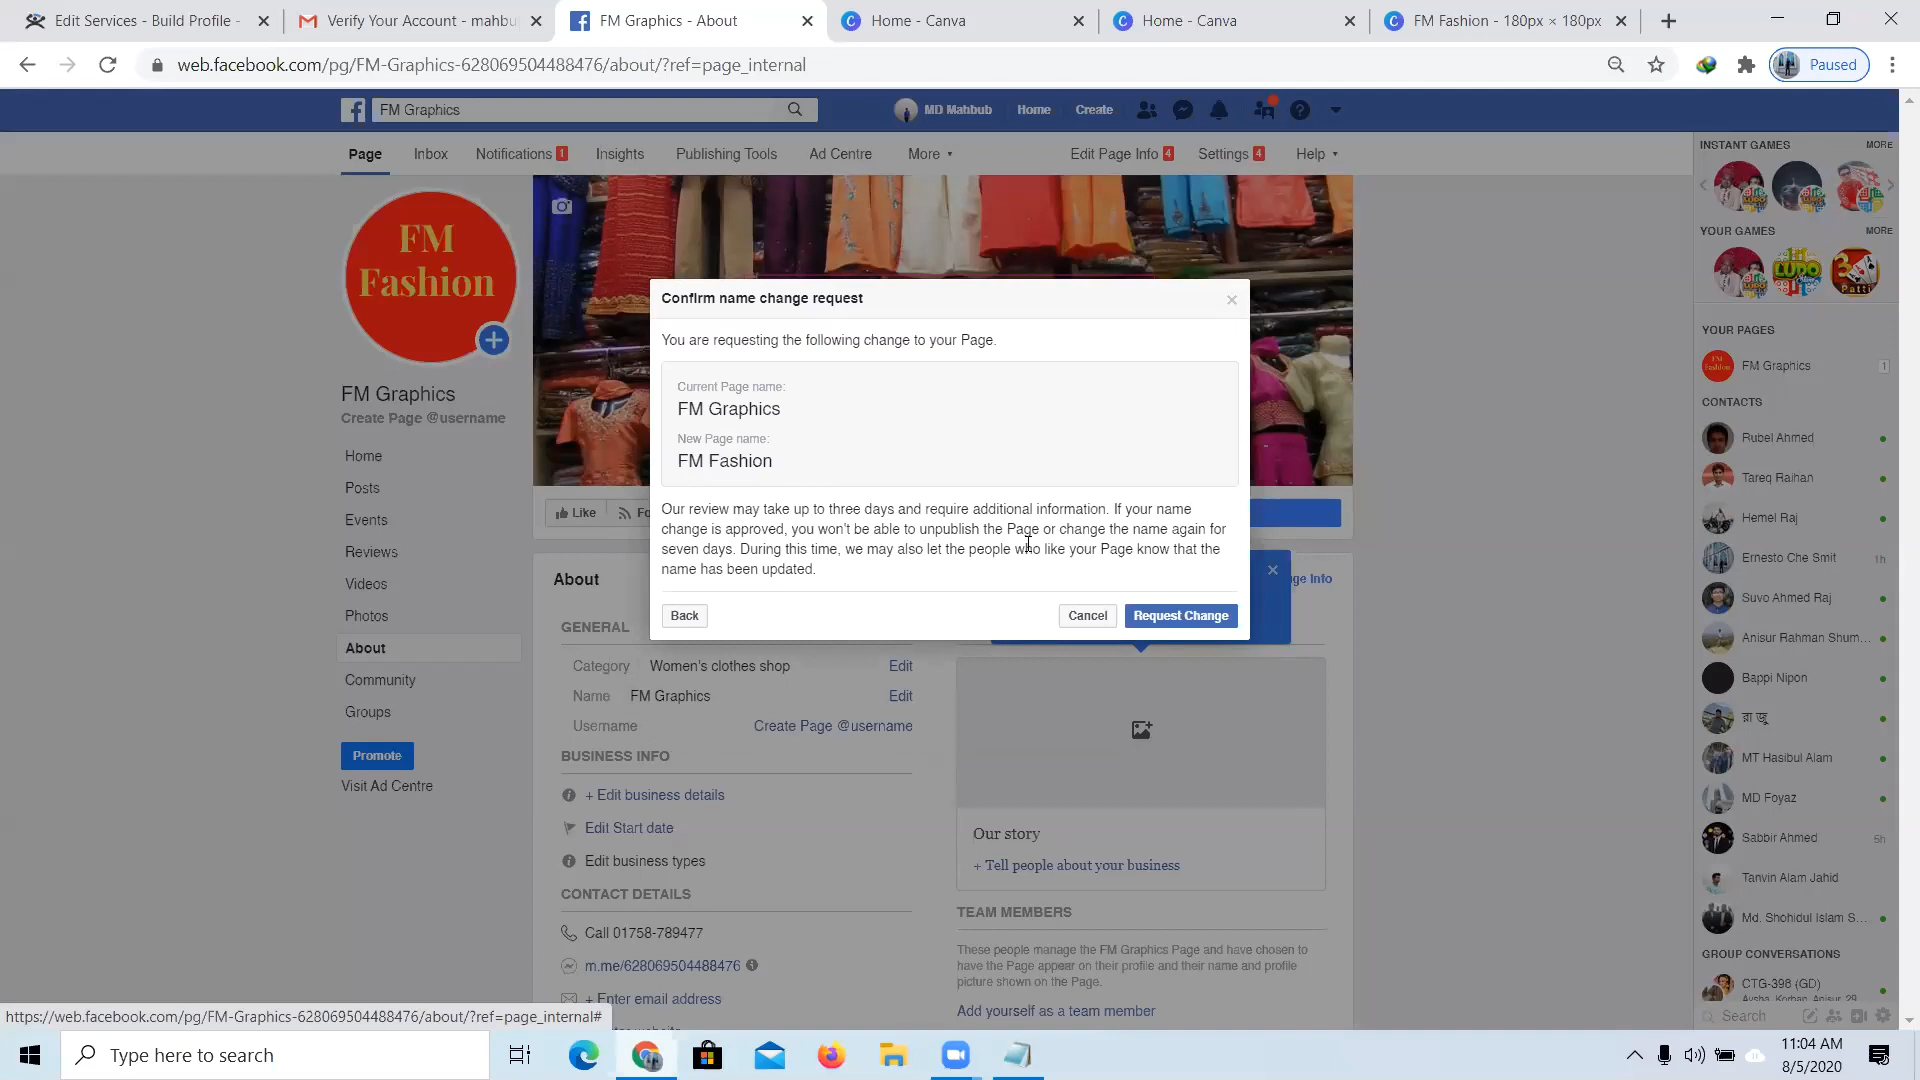 Edit Services - Build Profile -
Verify Your Account - mahbu
FM Graphics - About
Home - Canva
Home - Canva
FM Fashion - 180px × 180px
web.facebook.com/pg/FM-Graphics-628069504488476/about/?ref=page_internal
Paused
FM Graphics
MD Mahbub
Home
Create
Page
Inbox
Notifications 1
Insights
Publishing Tools
Ad Centre
More
Edit Page Info 4
Settings 4
Help
FM
Fashion
FM Graphics
Create Page @username
Home
Posts
Events
Reviews
Videos
Photos
About
Community
Groups
Promote
Visit Ad Centre
Confirm name change request
You are requesting the following change to your Page.
Current Page name:
FM Graphics
New Page name:
FM Fashion
Our review may take up to three days and require additional information. If your name
change is approved, you won't be able to unpublish the Page or change the name again for
seven days. During this time, we may also let the people who like your Page know that the
name has been updated.
Back
Cancel
Request Change
Like
Fo
About
ge Info
GENERAL
Category Women's clothes shop Edit
Name FM Graphics Edit
Username Create Page @username
BUSINESS INFO
+ Edit business details
Edit Start date
Edit business types
CONTACT DETAILS
Call 01758-789477
m.me/628069504488476
+ Enter email address
Our story
+ Tell people about your business
TEAM MEMBERS
These people manage the FM Graphics Page and have chosen to
have the Page appear on their profile and their name and profile
picture shown on the Page.
Add yourself as a team member
INSTANT GAMES MORE
YOUR GAMES MORE
LUDO
3
Patti
YOUR PAGES
FM Graphics 1
CONTACTS
Rubel Ahmed
Tareq Raihan
Hemel Raj
Ernesto Che Smit 1h
Suvo Ahmed Raj
Anisur Rahman Shum...
Bappi Nipon
রা জু
MT Hasibul Alam
MD Foyaz
Sabbir Ahmed 5h
Tanvin Alam Jahid
Md. Shohidul Islam S...
GROUP CONVERSATIONS
CTG-398 (GD)
Aysha, Korban, Anisur, 29
Search
https://web.facebook.com/pg/FM-Graphics-628069504488476/about/?ref=page_internal#
Type here to search
11:04 AM
8/5/2020